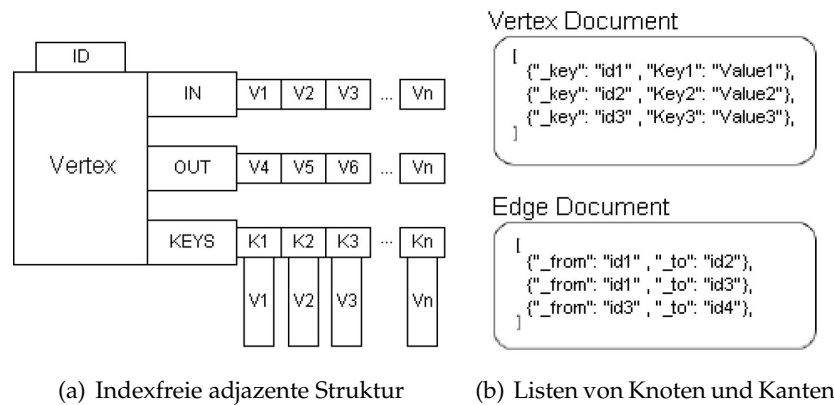 ID
Vertex
IN V1 V2 V3 ... Vn
OUT V4 V5 V6 ... Vn
KEYS K1 K2 K3 ... Kn
V1 V2 V3 Vn
(a) Indexfreie adjazente Struktur
Vertex Document
[
{"_key": "id1" , "Key1": "Value1"},
{"_key": "id2" , "Key2": "Value2"},
{"_key": "id3" , "Key3": "Value3"},
]
Edge Document
[
{"_from": "id1" , "_to": "id2"},
{"_from": "id1" , "_to": "id3"},
{"_from": "id3" , "_to": "id4"},
]
(b) Listen von Knoten und Kanten